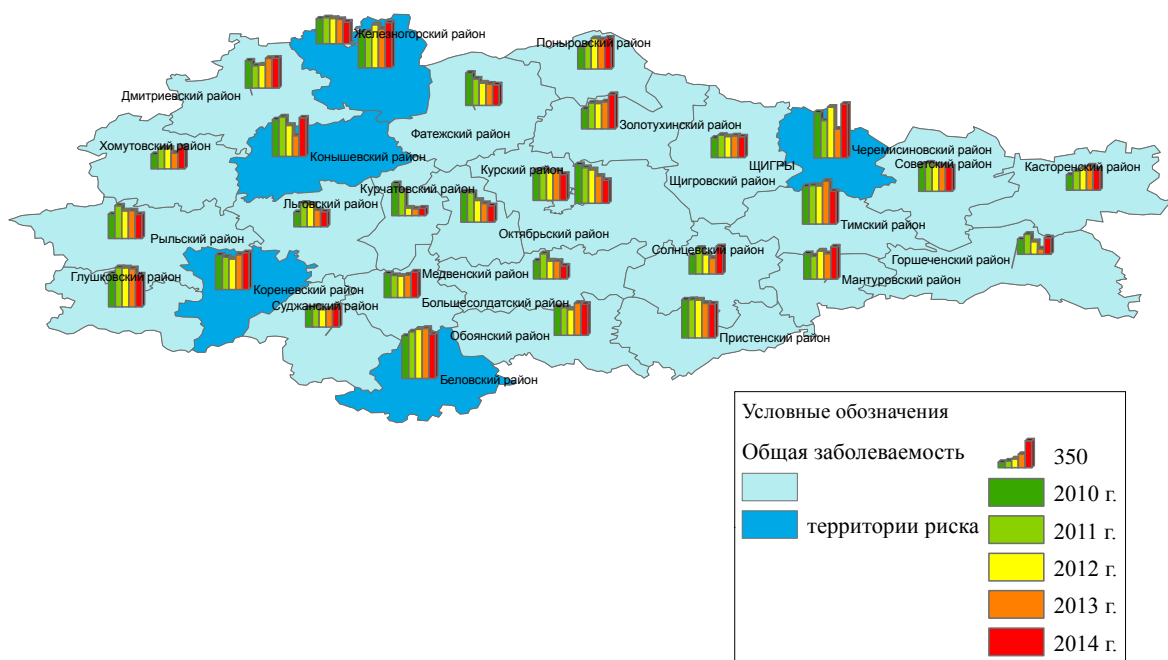 Железногорский район
Поныровский район
Дмитриевский район
Золотухинский район
Фатежский район
Хомутовский район
Конышевский район
ЩИГРЫ
Черемисиновский район
Советский район
Касторенский район
Курский район
Щигровский район
Курчатовский район
Льговский район
Тимский район
Рыльский район
Октябрьский район
Солнцевский район
Горшеченский район
Глушковский район
Кореневский район
Медвенский район
Мантуровский район
Суджанский район
Большесолдатский район
Обоянский район
Пристенский район
Беловский район
Условные обозначения
Общая заболеваемость
территории риска
350
2010 г.
2011 г.
2012 г.
2013 г.
2014 г.